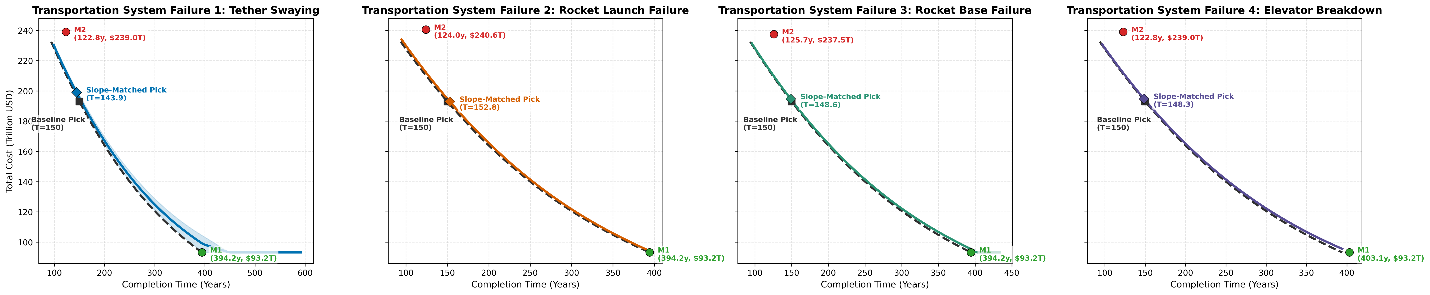 Transportation System Failure 1: Tether Swaying
Total Cost (Trillion USD)
240
220
200
180
160
140
120
100
M2
(122.8y, $239.0T)
Slope-Matched Pick
(T=143.9)
Baseline Pick
(T=150)
M1
(394.2y, $93.2T)
100
200
300
400
500
600
Completion Time (Years)
Transportation System Failure 2: Rocket Launch Failure
M2
(124.0y, $240.6T)
Slope-Matched Pick
(T=152.8)
Baseline Pick
(T=150)
M1
(394.2y, $93.2T)
100
150
200
250
300
350
400
Completion Time (Years)
Transportation System Failure 3: Rocket Base Failure
M2
(125.7y, $237.5T)
Slope-Matched Pick
(T=148.6)
Baseline Pick
(T=150)
M1
(394.2y, $93.2T)
100
150
200
250
300
350
400
450
Completion Time (Years)
Transportation System Failure 4: Elevator Breakdown
M2
(122.8y, $239.0T)
Slope-Matched Pick
(T=148.3)
Baseline Pick
(T=150)
M1
(403.1y, $93.2T)
100
150
200
250
300
350
400
Completion Time (Years)